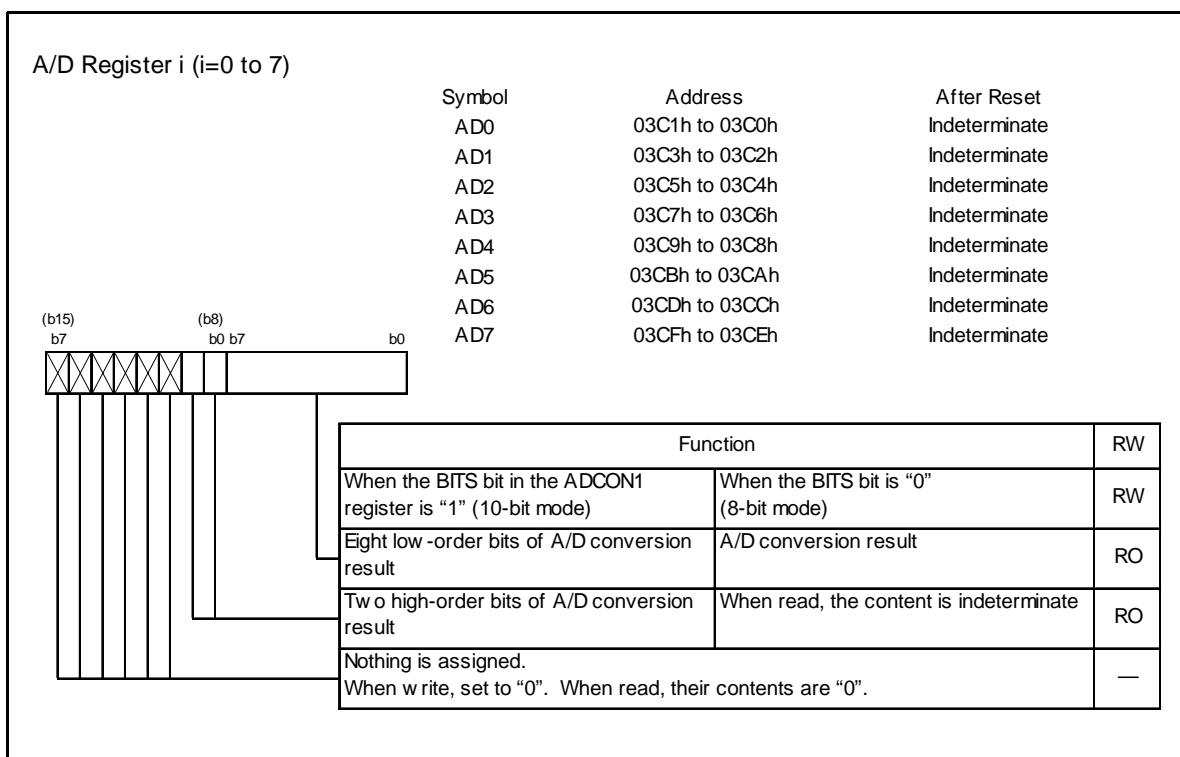 A/D Register i (i=0 to 7)
Symbol Address After Reset
AD0 03C1h to 03C0h Indeterminate
AD1 03C3h to 03C2h Indeterminate
AD2 03C5h to 03C4h Indeterminate
AD3 03C7h to 03C6h Indeterminate
AD4 03C9h to 03C8h Indeterminate
AD5 03CBh to 03CAh Indeterminate
AD6 03CDh to 03CCh Indeterminate
AD7 03CFh to 03CEh Indeterminate
(b15) (b8)
b7 b0 b7 b0
Function RW
When the BITS bit in the ADCON1 When the BITS bit is “0” RW
register is “1” (10-bit mode) (8-bit mode)
Eight low-order bits of A/D conversion A/D conversion result RO
result
Two high-order bits of A/D conversion When read, the content is indeterminate RO
result
Nothing is assigned. —
When write, set to “0”. When read, their contents are “0”.